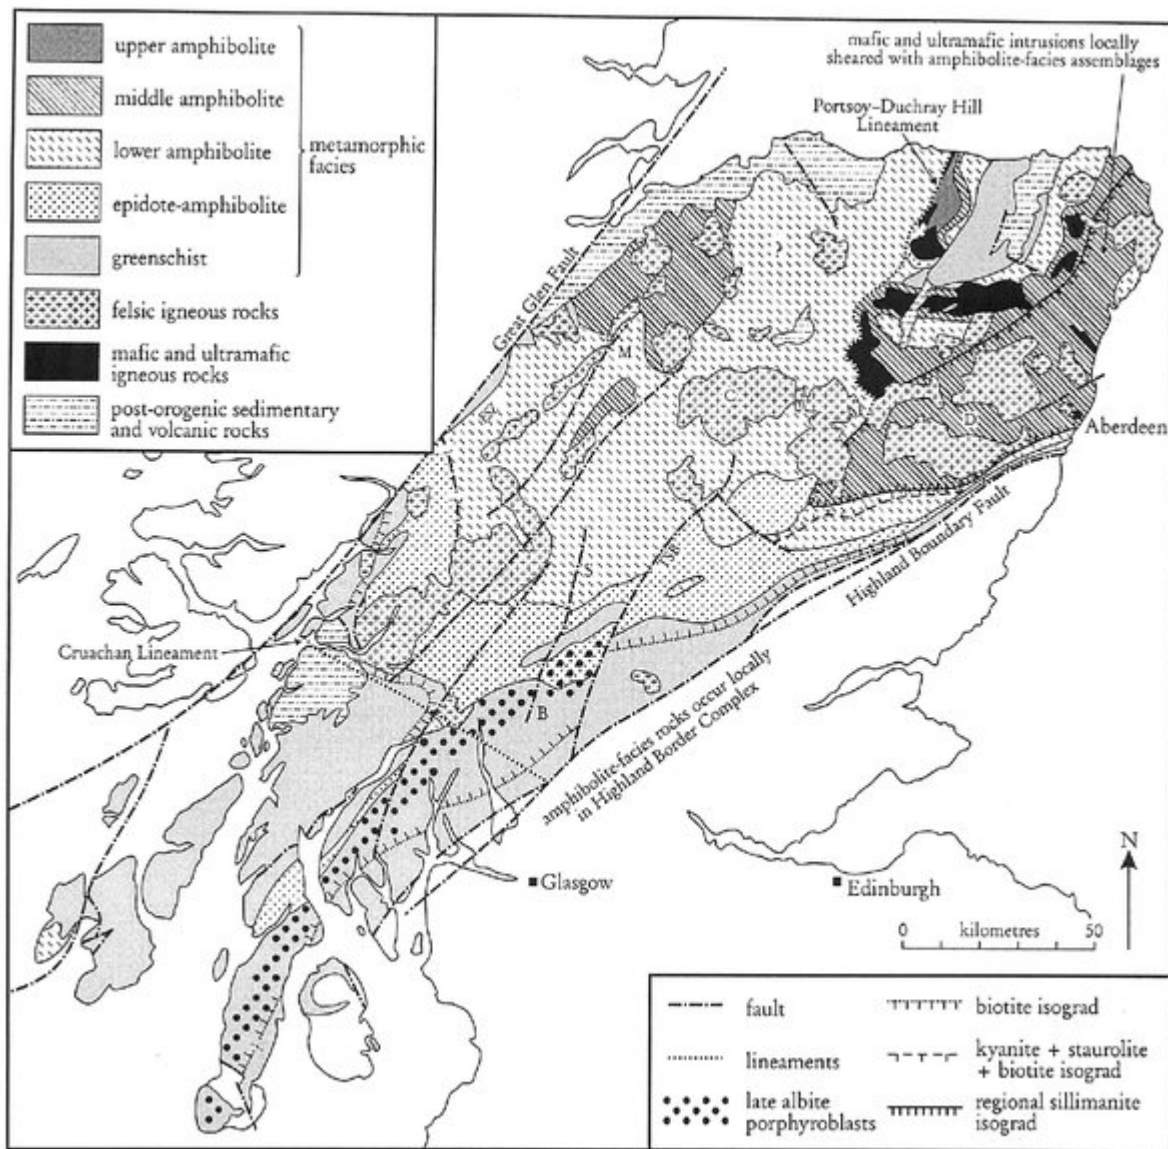 upper amphibolite
middle amphibolite
lower amphibolite
epidote-amphibolite
greenschist
metamorphic
facies
felsic igneous rocks
mafic and ultramafic
igneous rocks
post-orogenic sedimentary
and volcanic rocks
mafic and ultramafic intrusions locally
sheared with amphibolite-facies assemblages
Portsoy–Duchray Hill
Lineament
Great Glen Fault
M
C
D
Aberdeen
Highland Boundary Fault
S
Cruachan Lineament
B
amphibolite-facies rocks occur locally
in Highland Border Complex
Glasgow
Edinburgh
N
0 kilometres 50
fault
lineaments
late albite
porphyroblasts
biotite isograd
kyanite + staurolite
+ biotite isograd
regional sillimanite
isograd